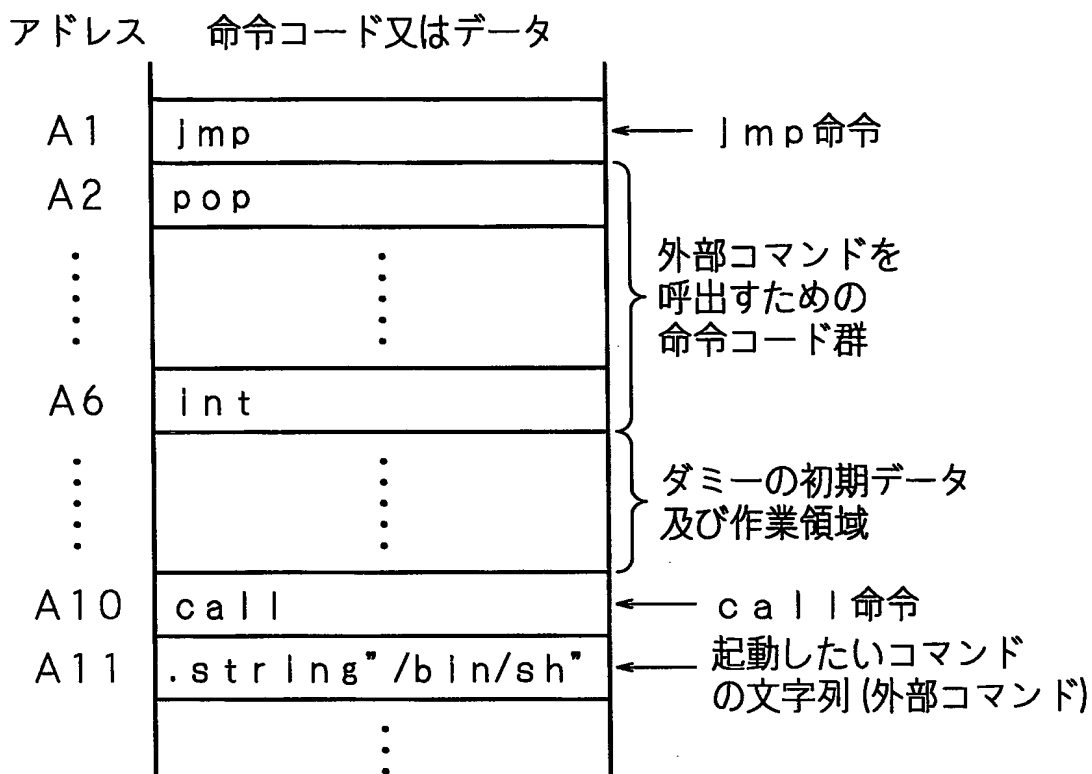 アドレス 命令コード又はデータ
A1 jmp ← jmp命令
A2 pop
外部コマンドを
呼出すための
命令コード群
A6 int
ダミーの初期データ
及び作業領域
A10 call ← call命令
A11 .string"/bin/sh" ← 起動したいコマンド
の文字列(外部コマンド)